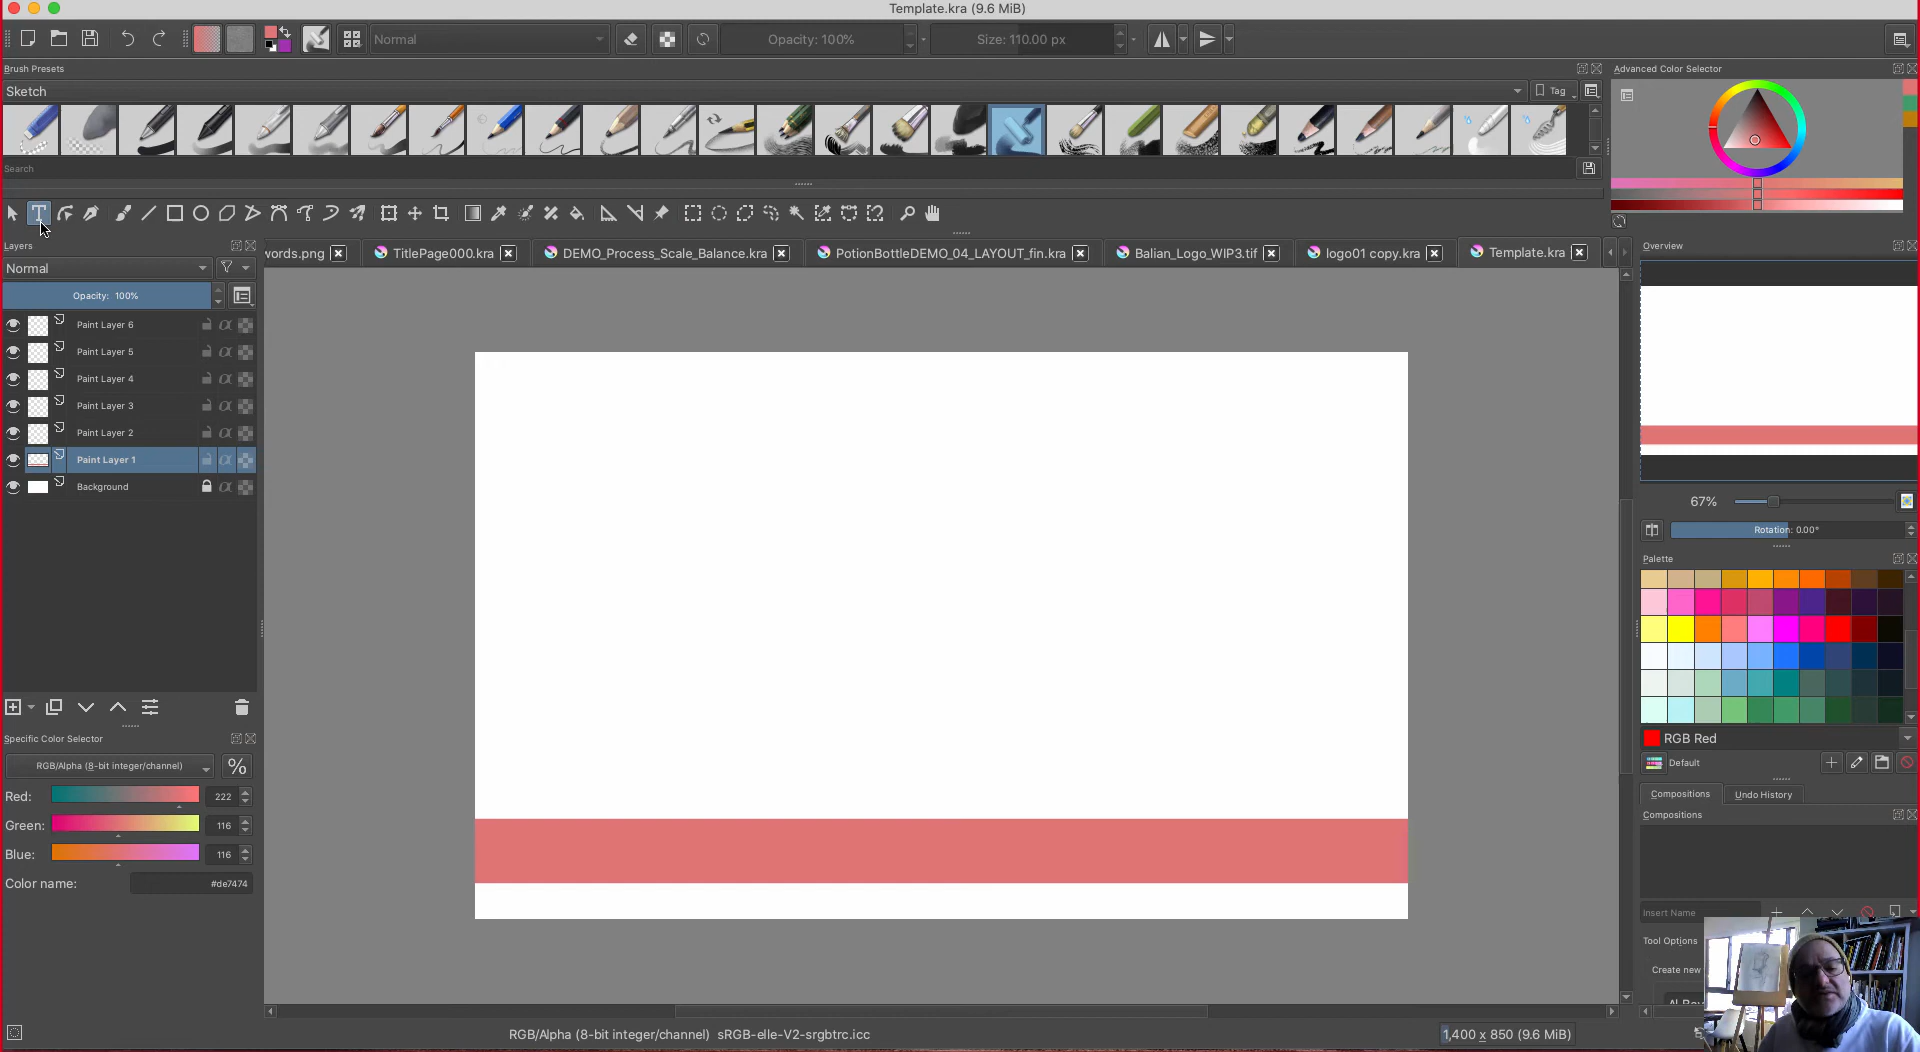 Template.kra (9.6 MiB)
Normal
Opacity: 100%
Size: 110.00 px
Brush Presets
Advanced Color Selector
Sketch
Tag
Search
Layers
words.png
TitlePage000.kra
DEMO_Process_Scale_Balance.kra
PotionBottleDEMO_04_LAYOUT_fin.kra
Balian_Logo_WIP3.tif
logo01 copy.kra
Template.kra
Overview
Normal
Opacity: 100%
Paint Layer 6
Paint Layer 5
Paint Layer 4
Paint Layer 3
Paint Layer 2
Paint Layer 1
Background
67%
Rotation: 0.00°
Palette
RGB Red
Default
Specific Color Selector
RGB/Alpha (8-bit integer/channel)
%
Red: 222
Green: 116
Blue: 116
Color name: #de7474
Compositions
Undo History
Compositions
Insert Name
Tool Options
Create new
RGB/Alpha (8-bit integer/channel) sRGB-elle-V2-srgbtrc.icc
1,400 x 850 (9.6 MiB)